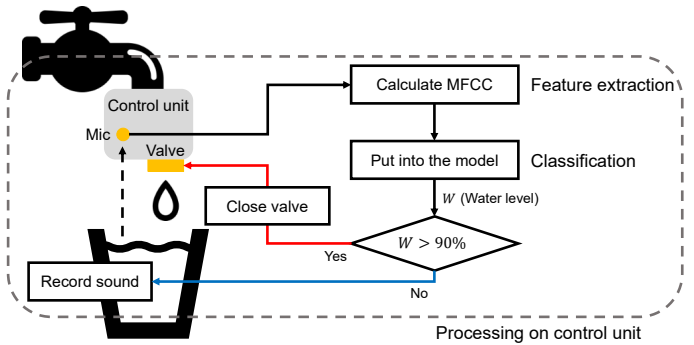 Calculate MFCC
Feature extraction
Control unit
Mic
Valve
Put into the model
Classification
W (Water level)
Close valve
W > 90%
Yes
Record sound
No
Processing on control unit